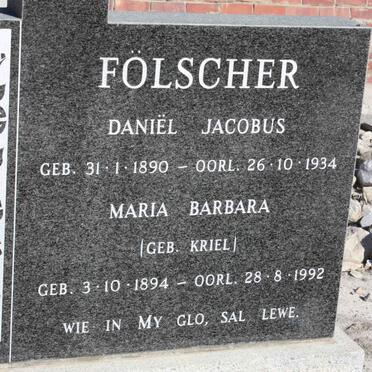 FÖLSCHER
DANIËL JACOBUS
GEB. 31·1·1890 – OORL. 26·10·1934
MARIA BARBARA
(GEB. KRIEL)
GEB. 3·10·1894 – OORL. 28·8·1992
WIE IN MY GLO, SAL LEWE.